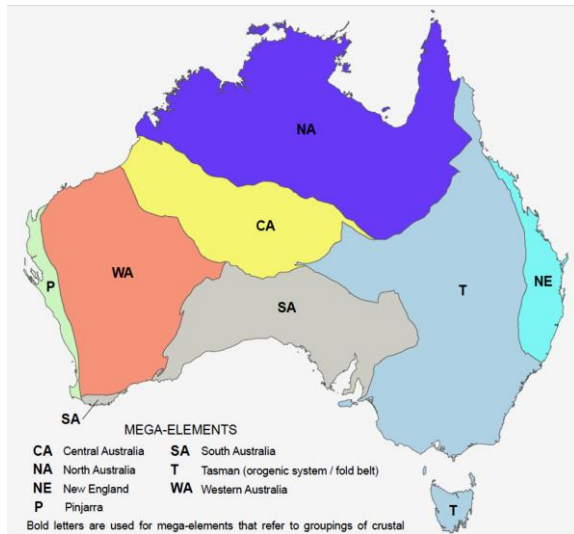 NA
CA
WA
P
SA
T
NE
SA
MEGA-ELEMENTS
CA Central Australia SA South Australia
NA North Australia T Tasman (orogenic system / fold belt)
NE New England WA Western Australia
P Pinjarra
T
Bold letters are used for mega-elements that refer to groupings of crustal